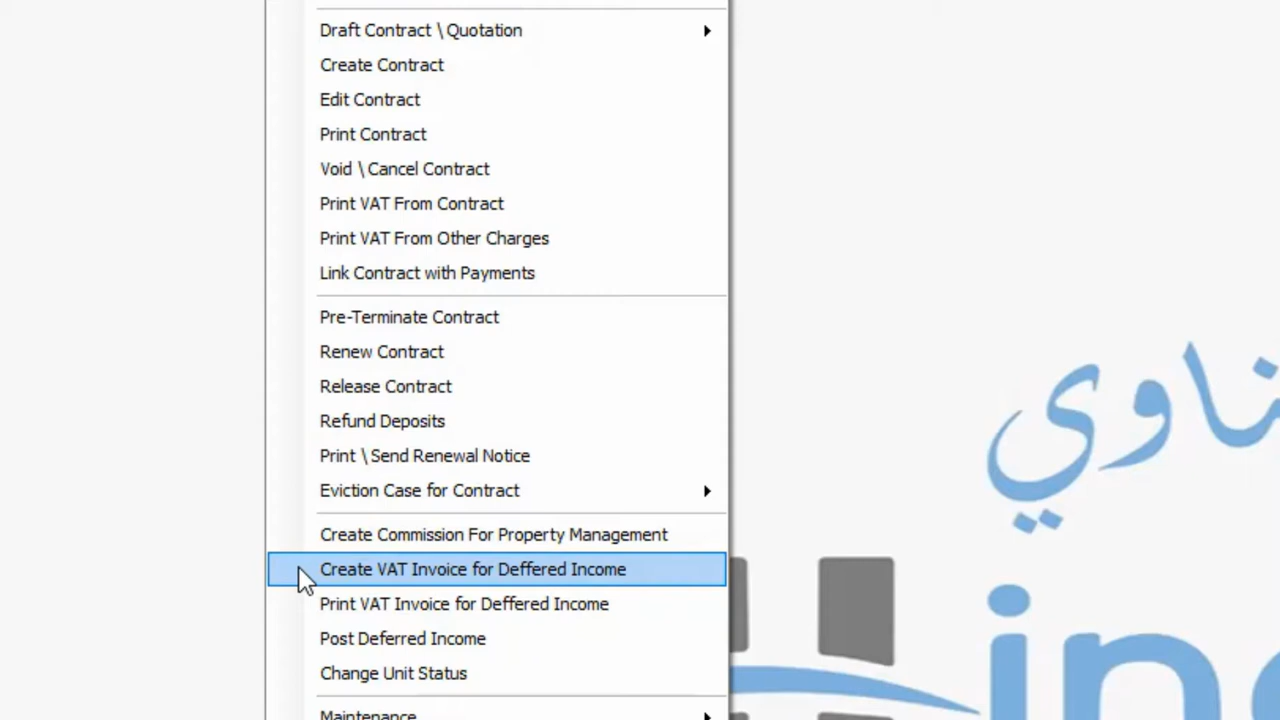 Draft Contract \ Quotation
Create Contract
Edit Contract
Print Contract
Void \ Cancel Contract
Print VAT From Contract
Print VAT From Other Charges
Link Contract with Payments
Pre-Terminate Contract
Renew Contract
Release Contract
Refund Deposits
Print \ Send Renewal Notice
Eviction Case for Contract
Create Commission For Property Management
Create VAT Invoice for Deffered Income
Print VAT Invoice for Deffered Income
Post Deferred Income
Change Unit Status
Maintenance